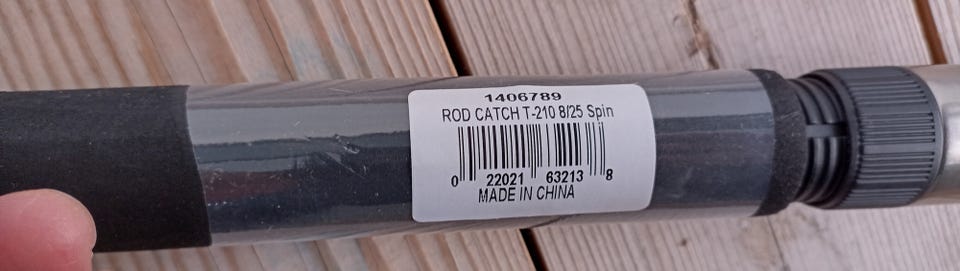 1406789
ROD CATCH T-210 8/25 Spin
0 22021 63213 8
MADE IN CHINA